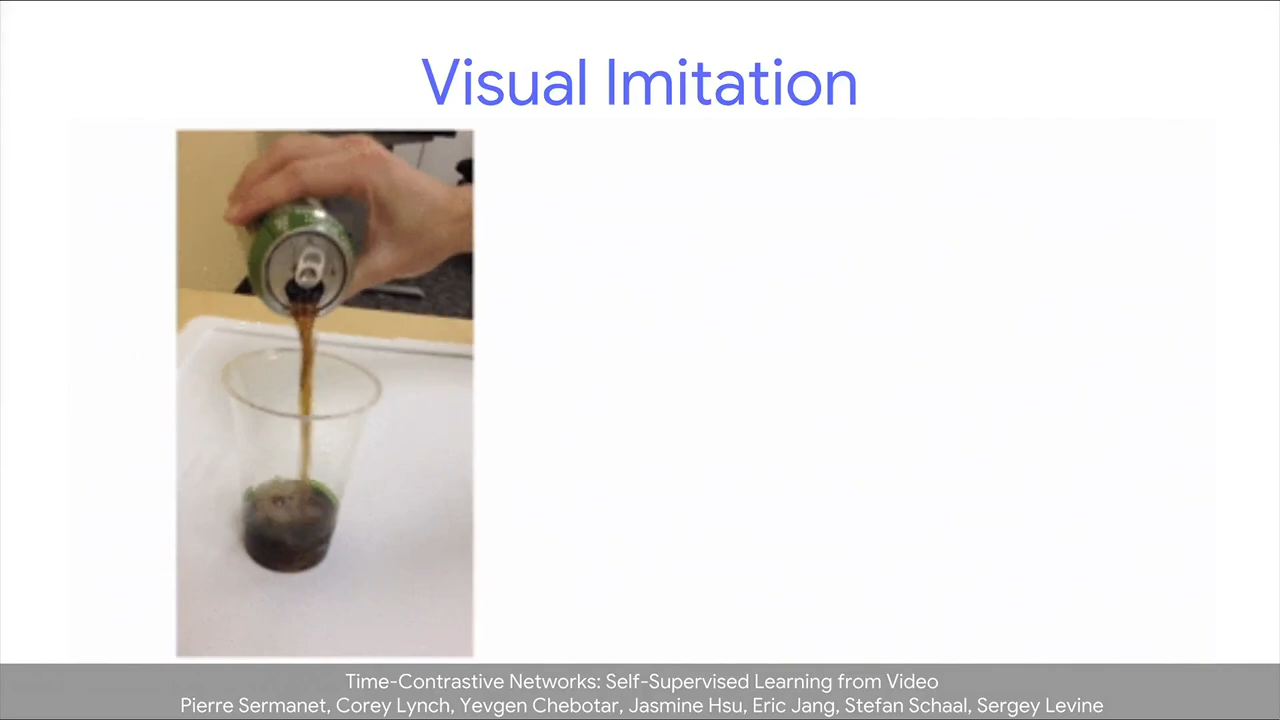 Visual Imitation
Time-Contrastive Networks: Self-Supervised Learning from Video
Pierre Sermanet, Corey Lynch, Yevgen Chebotar, Jasmine Hsu, Eric Jang, Stefan Schaal, Sergey Levine